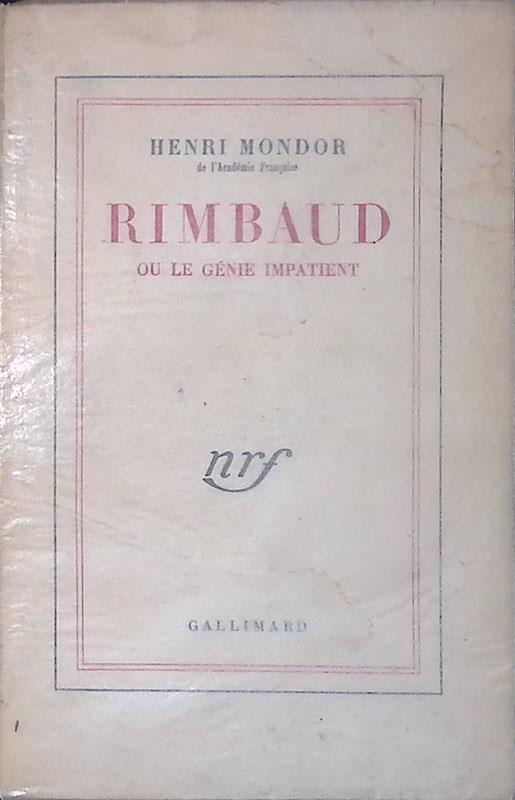 HENRI MONDOR
de l'Académie Française
RIMBAUD
OU LE GÉNIE IMPATIENT
nrf
GALLIMARD